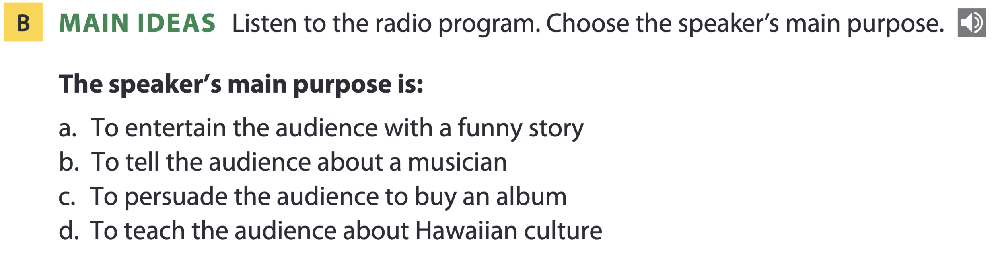 B MAIN IDEAS Listen to the radio program. Choose the speaker’s main purpose.
The speaker’s main purpose is:
a. To entertain the audience with a funny story
b. To tell the audience about a musician
c. To persuade the audience to buy an album
d. To teach the audience about Hawaiian culture